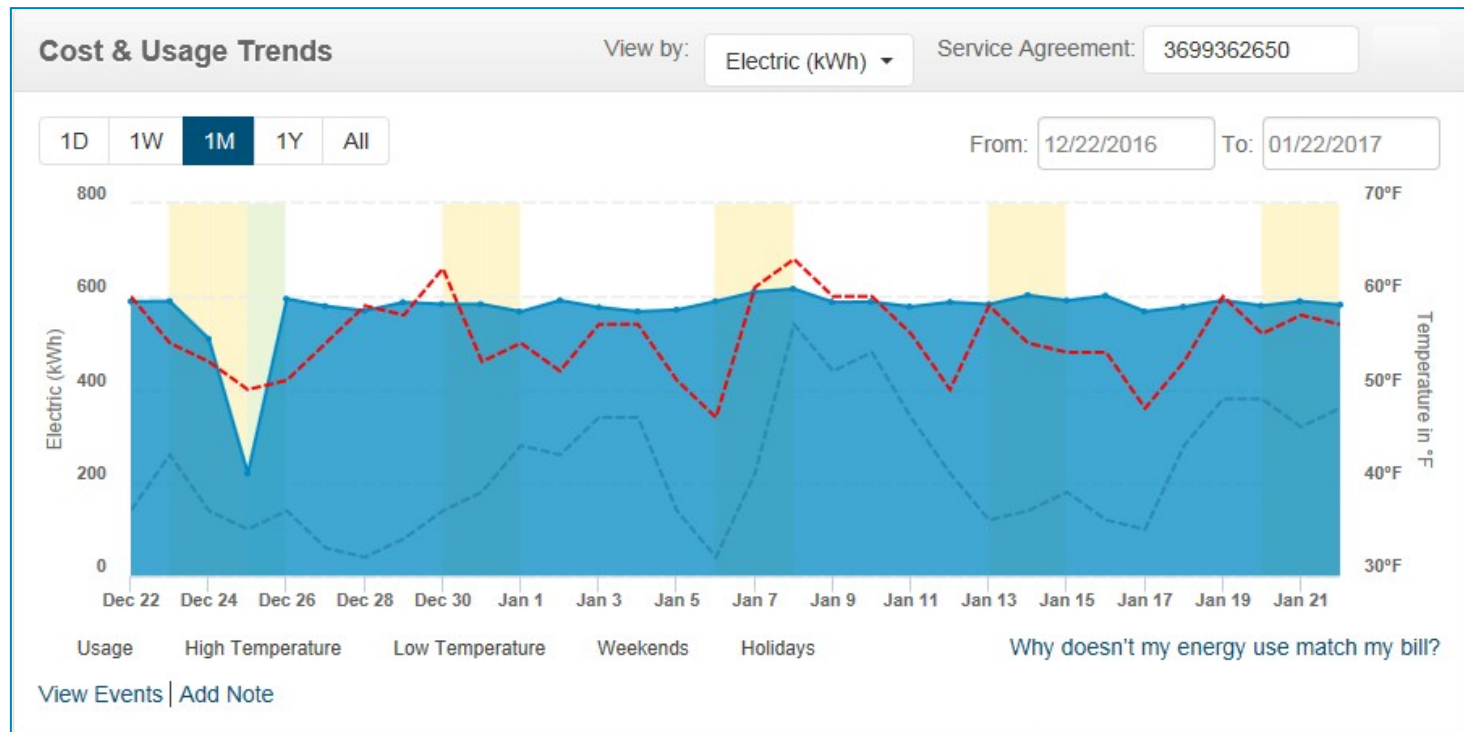 Cost & Usage Trends
View by: Electric (kWh) Service Agreement: 3699362650
1D 1W 1M 1Y All
From: 12/22/2016 To: 01/22/2017
800
600
400
200
0
Electric (kWh)
70°F
60°F
50°F
40°F
30°F
Temperature in °F
Dec 22 Dec 24 Dec 26 Dec 28 Dec 30 Jan 1 Jan 3 Jan 5 Jan 7 Jan 9 Jan 11 Jan 13 Jan 15 Jan 17 Jan 19 Jan 21
Usage High Temperature Low Temperature Weekends Holidays
Why doesn't my energy use match my bill?
View Events | Add Note